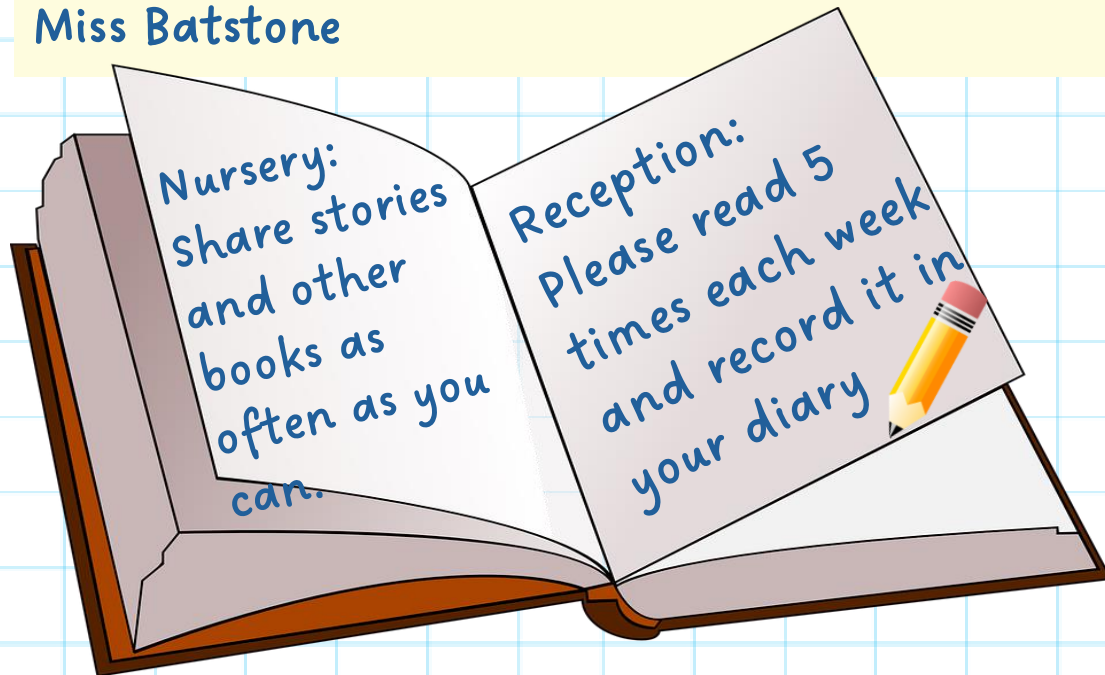 Miss Batstone
Nursery:
Share stories
and other
books as
often as you
can.
Reception:
Please read 5
times each week
and record it in
your diary